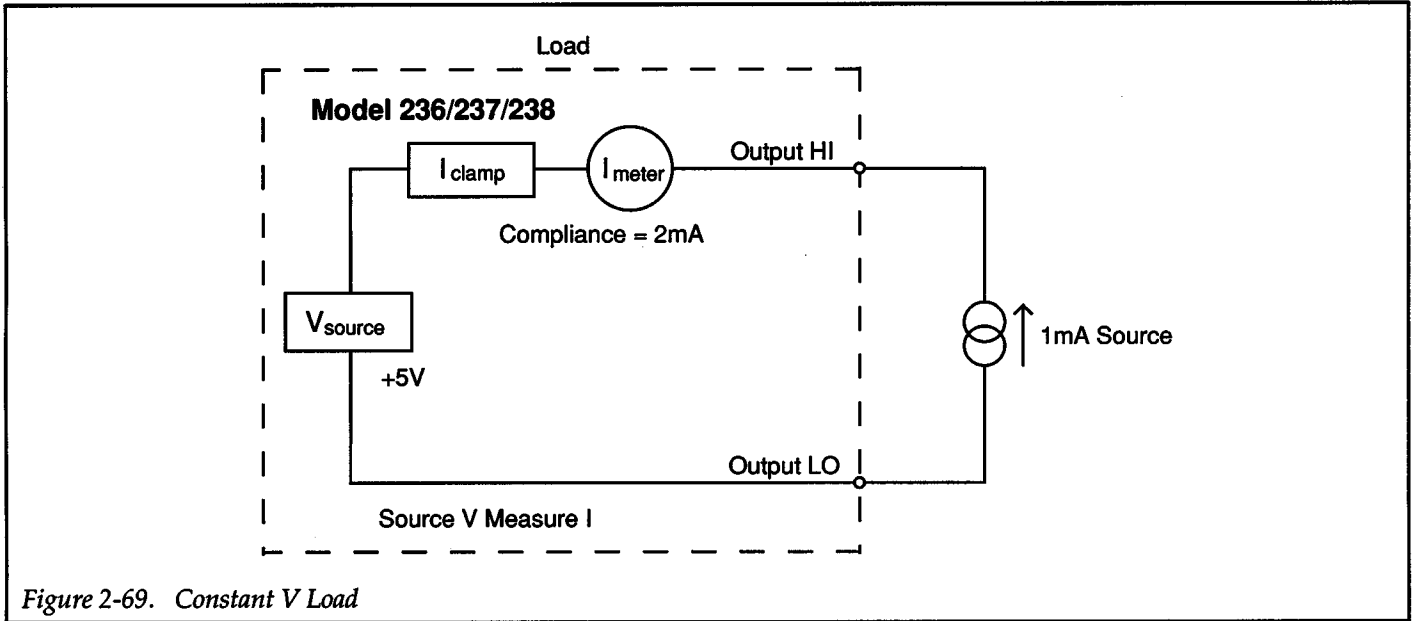 Load
Model 236/237/238
I clamp
I meter
Output HI
Compliance = 2mA
Vsource
+5V
1mA Source
Output LO
Source V Measure I
Figure 2-69. Constant V Load